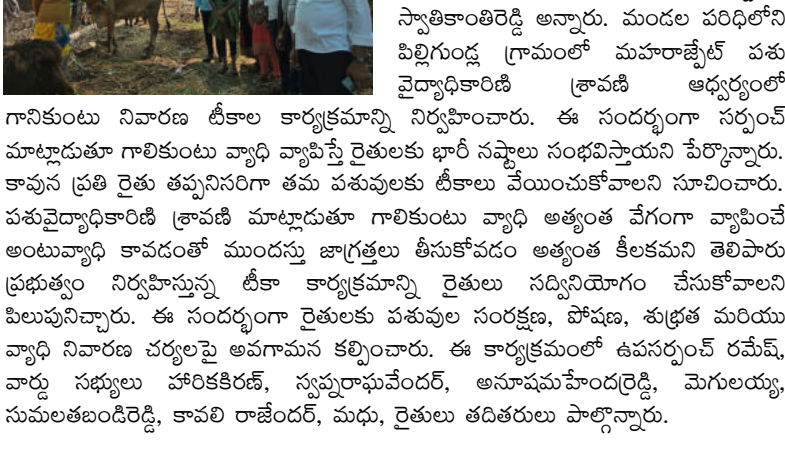 స్వాతికాంతిరెడ్డి అన్నారు. మండల పరిధిలోని
పిల్లిగుండ్ల గ్రామంలో మహరాజ్పేట్ పశు
వైద్యాధికారిణి శ్రావణి ఆధ్వర్యంలో
గానికుంటు నివారణ టీకాల కార్యక్రమాన్ని నిర్వహించారు. ఈ సందర్భంగా సర్పంచ్
మాట్లాడుతూ గాలికుంటు వ్యాధి వ్యాపిస్తే రైతులకు భారీ నష్టాలు సంభవిస్తాయని పేర్కొన్నారు.
కావున ప్రతి రైతు తప్పనిసరిగా తమ పశువులకు టీకాలు వేయించుకోవాలని సూచించారు.
పశువైద్యాధికారిణి శ్రావణి మాట్లాడుతూ గాలికుంటు వ్యాధి అత్యంత వేగంగా వ్యాపించే
అంటువ్యాధి కావడంతో ముందస్తు జాగ్రత్తలు తీసుకోవడం అత్యంత కీలకమని తెలిపారు
ప్రభుత్వం నిర్వహిస్తున్న టీకా కార్యక్రమాన్ని రైతులు సద్వినియోగం చేసుకోవాలని
పిలుపునిచ్చారు. ఈ సందర్భంగా రైతులకు పశువుల సంరక్షణ, పోషణ, శుభ్రత మరియు
వ్యాధి నివారణ చర్యలపై అవగామన కల్పించారు. ఈ కార్యక్రమంలో ఉపసర్పంచ్ రమేష్,
వార్డు సభ్యులు హారికకిరణ్, స్వప్నరాఘవేందర్, అనూషమహేందర్రెడ్డి, మెగులయ్య,
సుమలతబండిరెడ్డి, కావలి రాజేందర్, మధు, రైతులు తదితరులు పాల్గొన్నారు.